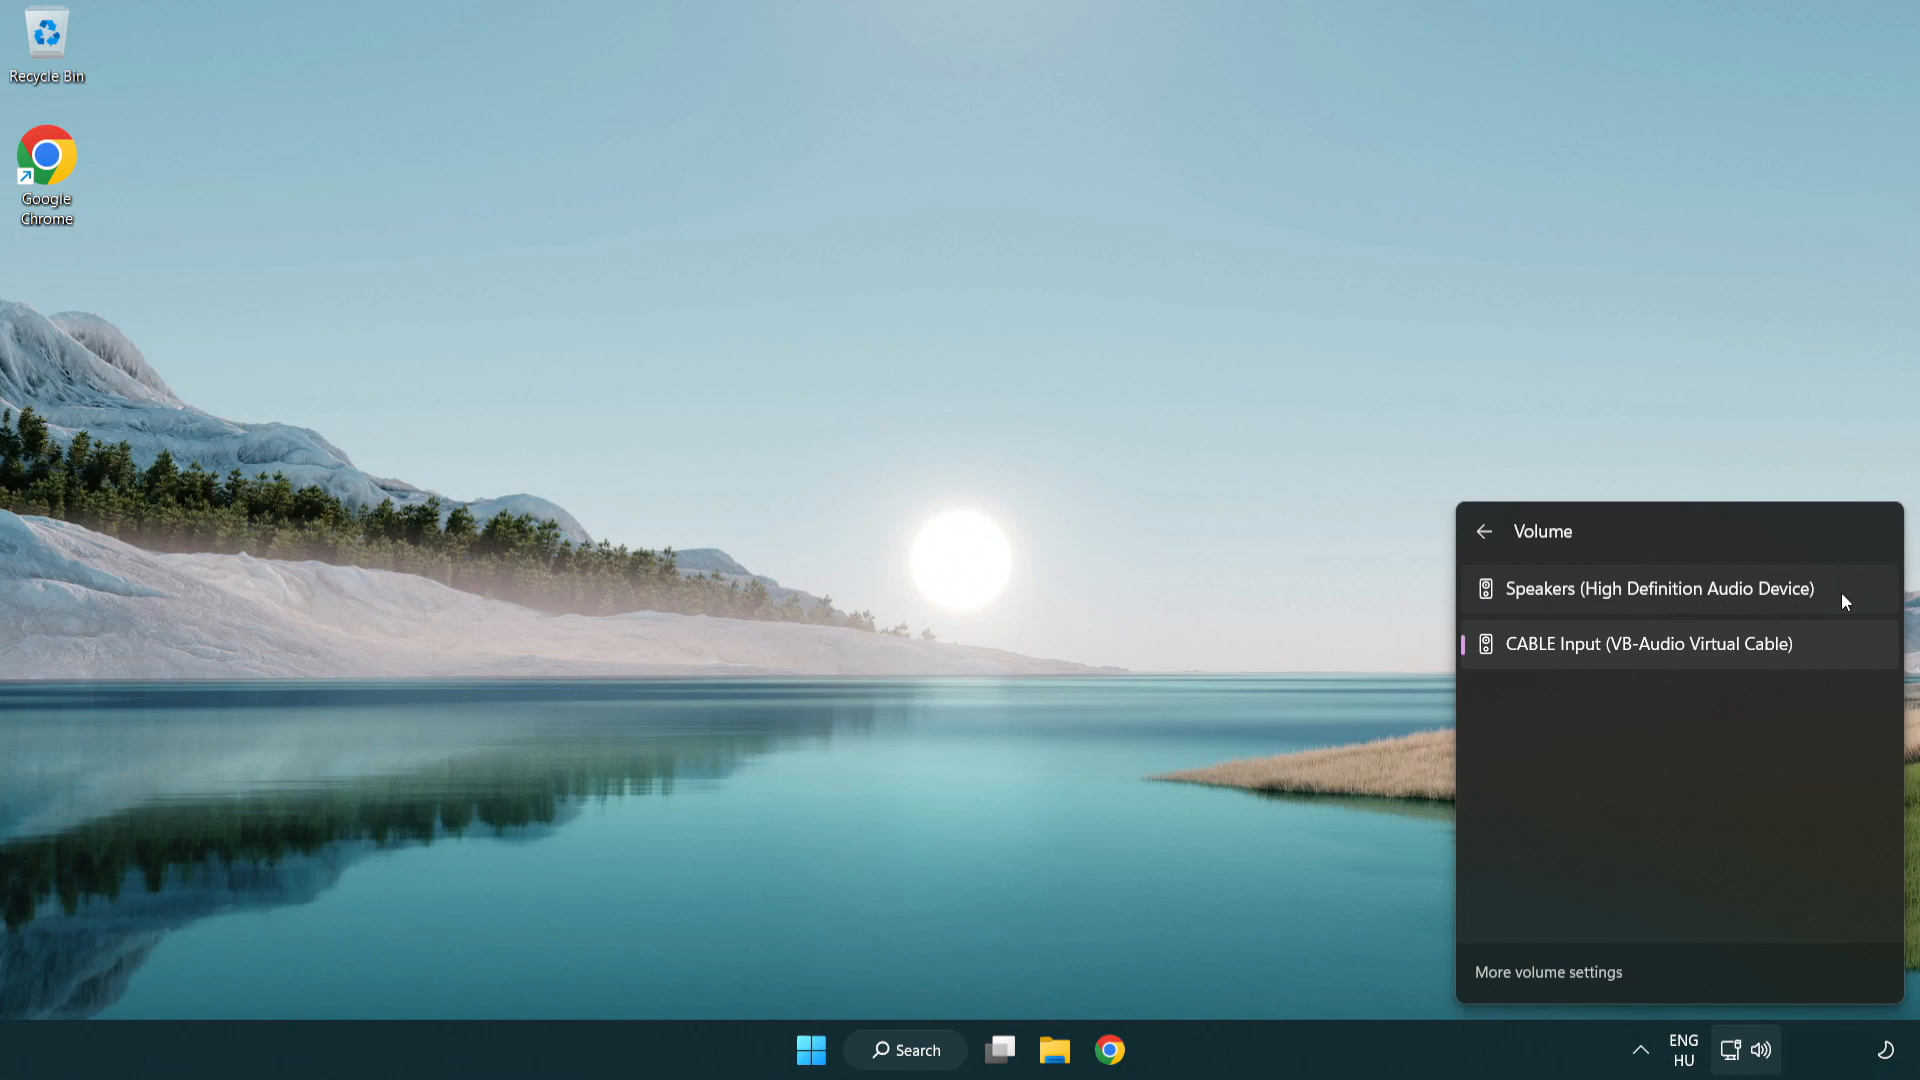 Recycle Bin
Google
Chrome
Volume
Speakers (High Definition Audio Device)
CABLE Input (VB-Audio Virtual Cable)
More volume settings
Search
ENG
HU